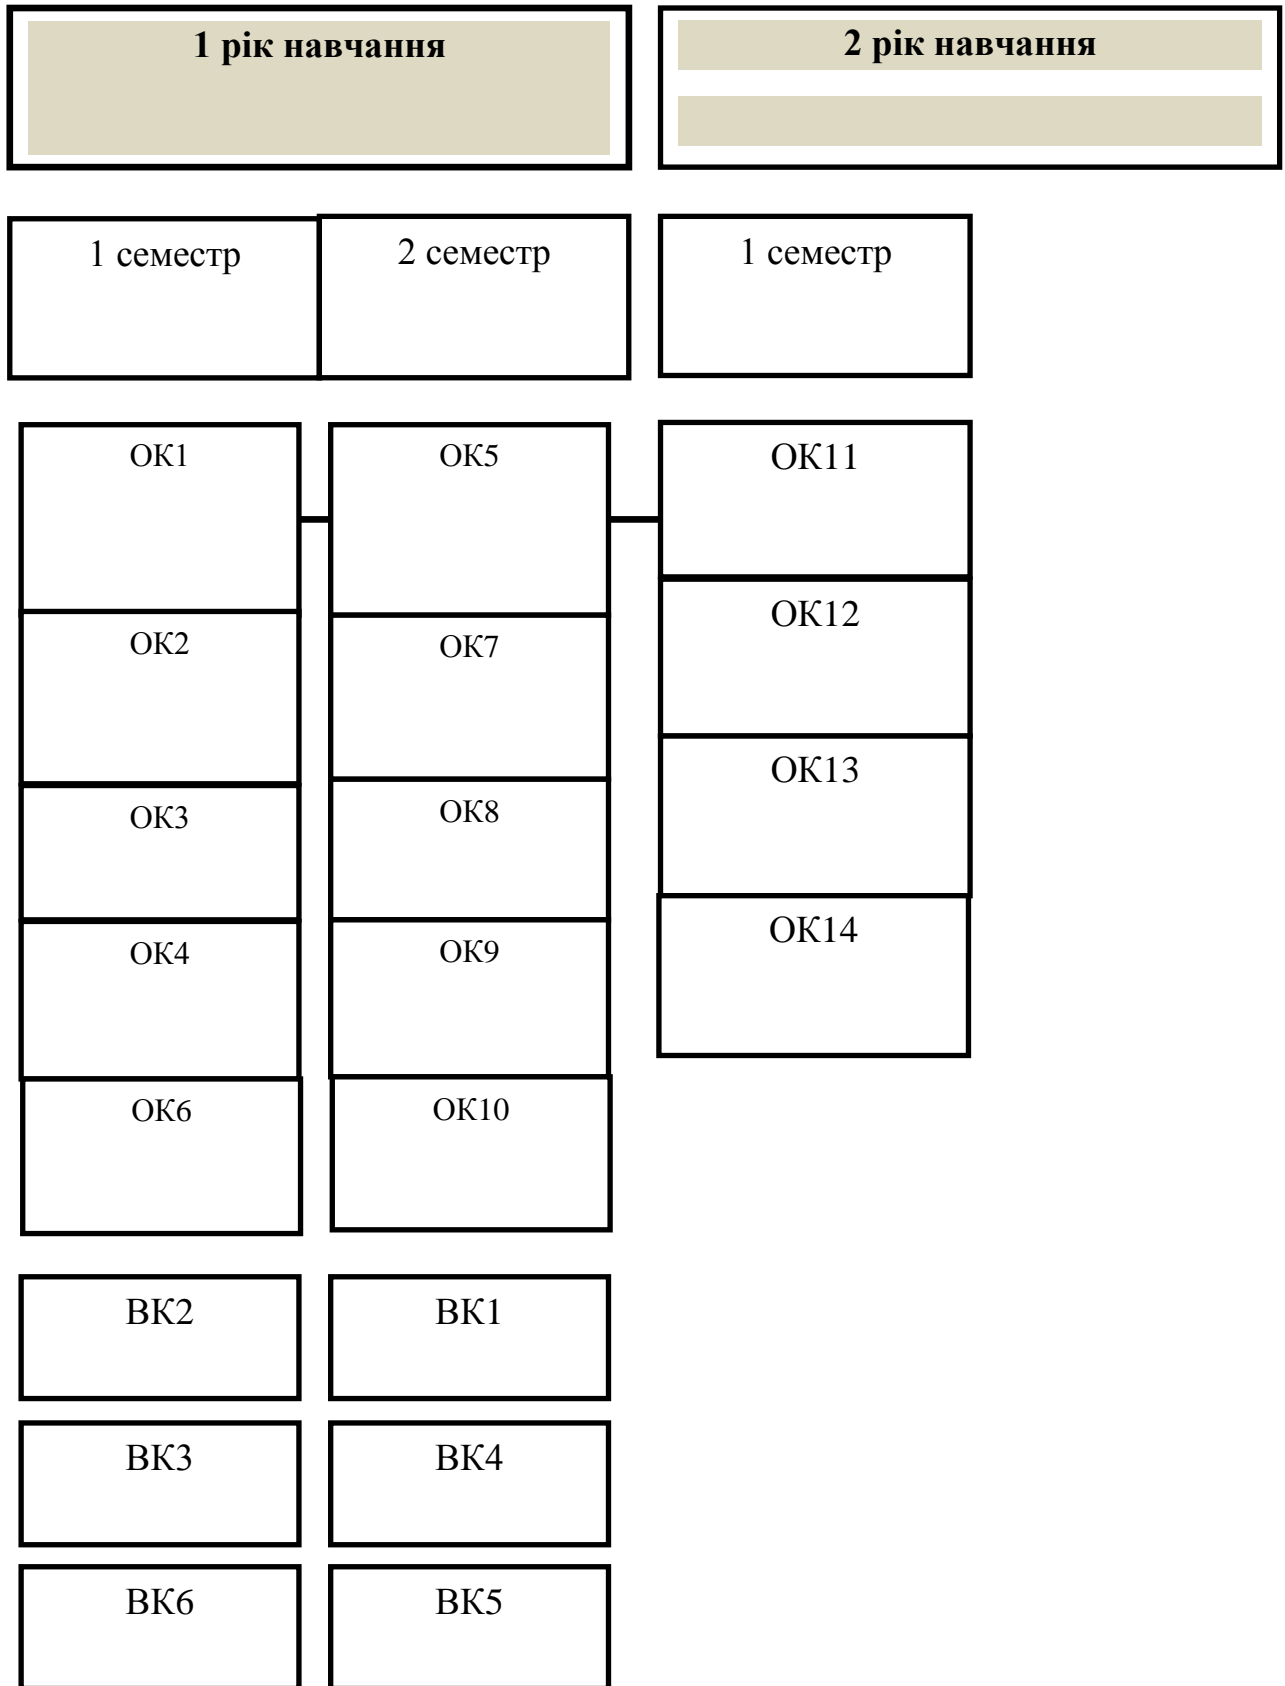 1 рік навчання
2 рік навчання
1 семестр
2 семестр
1 семестр
ОК1
ОК5
ОК11
ОК2
ОК7
ОК12
ОК3
ОК8
ОК13
ОК4
ОК9
ОК14
ОК6
ОК10
ВК2
ВК1
ВК3
ВК4
ВК6
ВК5